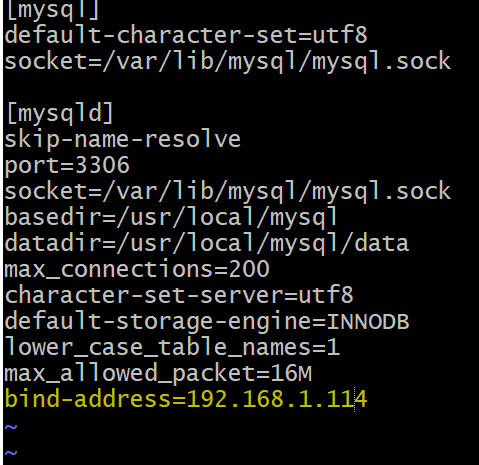 [mysql]
default-character-set=utf8
socket=/var/lib/mysql/mysql.sock
[mysqld]
skip-name-resolve
port=3306
socket=/var/lib/mysql/mysql.sock
basedir=/usr/local/mysql
datadir=/usr/local/mysql/data
max_connections=200
character-set-server=utf8
default-storage-engine=INNODB
lower_case_table_names=1
max_allowed_packet=16M
bind-address=192.168.1.114
~
~